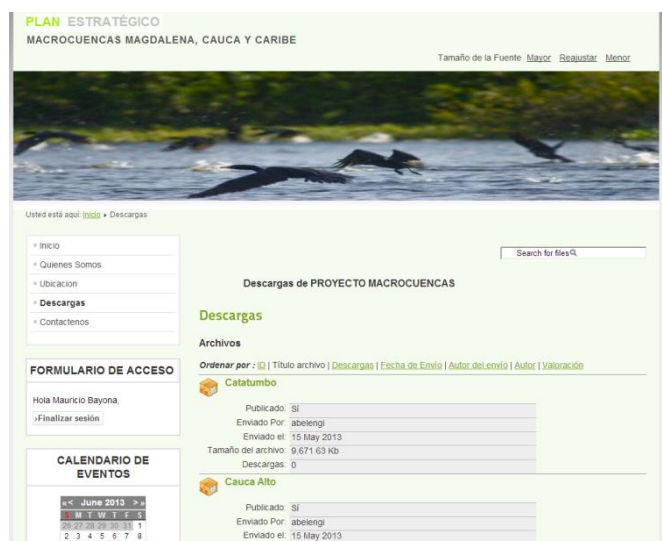 PLAN ESTRATÉGICO
MACROCUENCAS MAGDALENA, CAUCA Y CARIBE
Tamaño de la Fuente Mayor Reajustar Menor
Usted está aquí: Inicio ▸ Descargas
Inicio
Quienes Somos
Ubicacion
Descargas
Contactenos
FORMULARIO DE ACCESO
Hola Mauricio Bayona,
›Finalizar sesión
CALENDARIO DE
EVENTOS
«< June 2013 >»
S M T W T F S
26 27 28 29 30 31 1
2 3 4 5 6 7 8
Search for files
Descargas de PROYECTO MACROCUENCAS
Descargas
Archivos
Ordenar por : ID | Título archivo | Descargas | Fecha de Envío | Autor del envío | Autor | Valoración
Catatumbo
Publicado: Sí
Enviado Por: abelengi
Enviado el: 15 May 2013
Tamaño del archivo: 9,671.63 Kb
Descargas: 0
Cauca Alto
Publicado: Sí
Enviado Por: abelengi
Enviado el: 15 May 2013